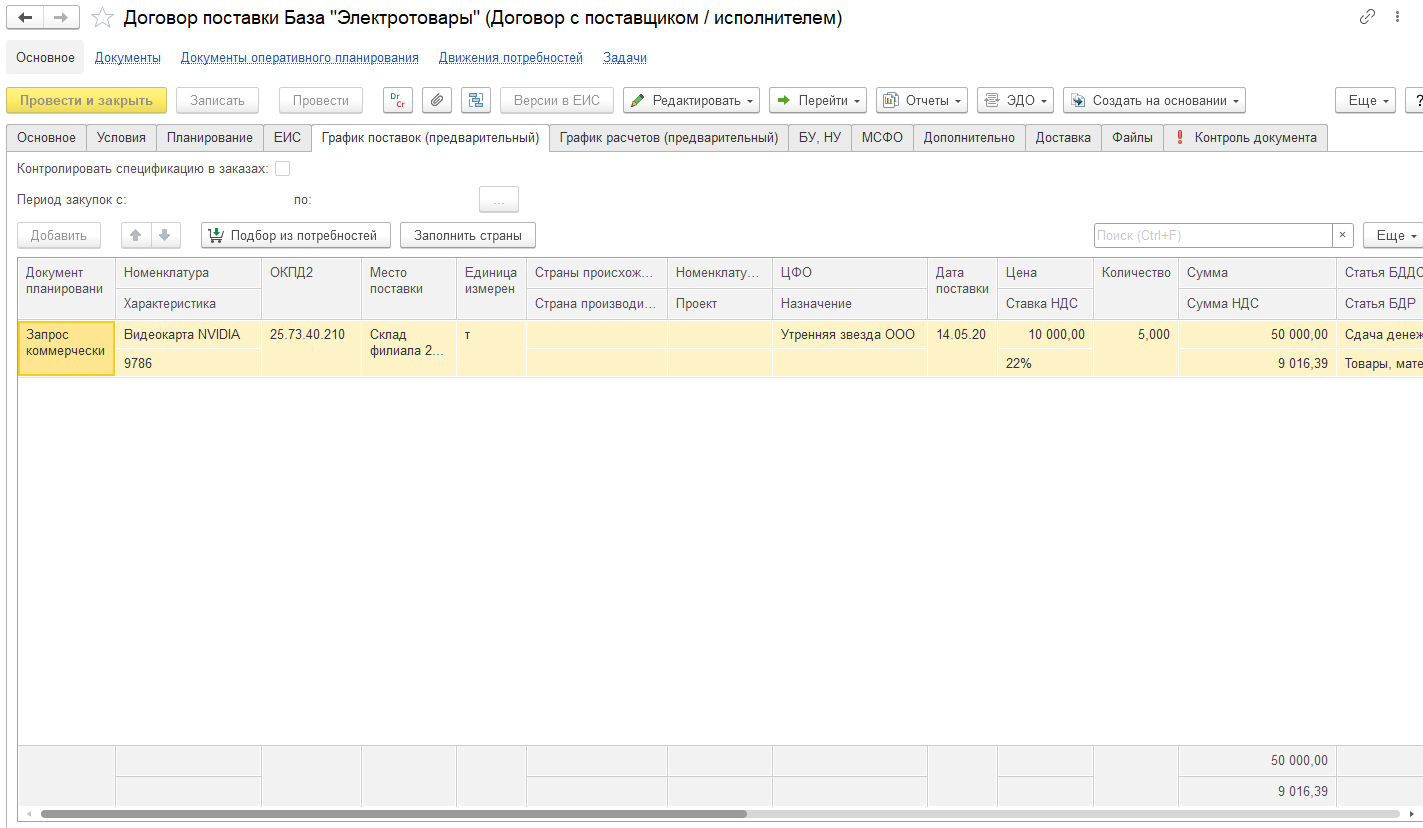 Договор поставки База "Электротовары" (Договор с поставщиком / исполнителем)
Основное Документы Документы оперативного планирования Движения потребностей Задачи
Провести и закрыть Записать Провести Dr Cr Версии в ЕИС Редактировать Перейти Отчеты ЭДО Создать на основании Еще ?
Основное Условия Планирование ЕИС График поставок (предварительный) График расчетов (предварительный) БУ, НУ МСФО Дополнительно Доставка Файлы Контроль документа
Контролировать спецификацию в заказах:
Период закупок с: по: ...
Добавить Подбор из потребностей Заполнить страны Поиск (Ctrl+F) × Еще
Документ планировани Номенклатура ОКПД2 Место поставки Единица измерен Страны происхож... Номенклату... ЦФО Дата поставки Цена Количество Сумма Статья БДДС
Характеристика Страна производи... Проект Назначение Ставка НДС Сумма НДС Статья БДР
Запрос коммерчески Видеокарта NVIDIA 25.73.40.210 Склад филиала 2... т Утренняя звезда ООО 14.05.20 10 000,00 5,000 50 000,00 Сдача денеж
9786 22% 9 016,39 Товары, мате
50 000,00
9 016,39